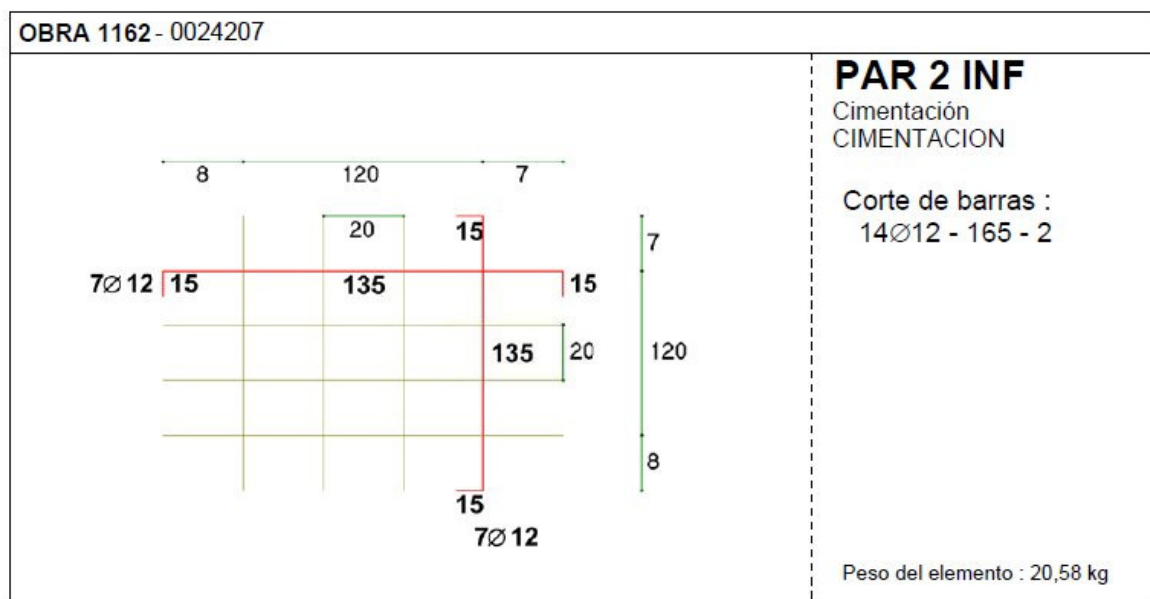 OBRA 1162 - 0024207
PAR 2 INF
Cimentación
CIMENTACION
Corte de barras :
14∅12 - 165 - 2
8 120 7
20 15 7
7∅ 12 15 135 15
135 20 120
8
15
7∅ 12
Peso del elemento : 20,58 kg